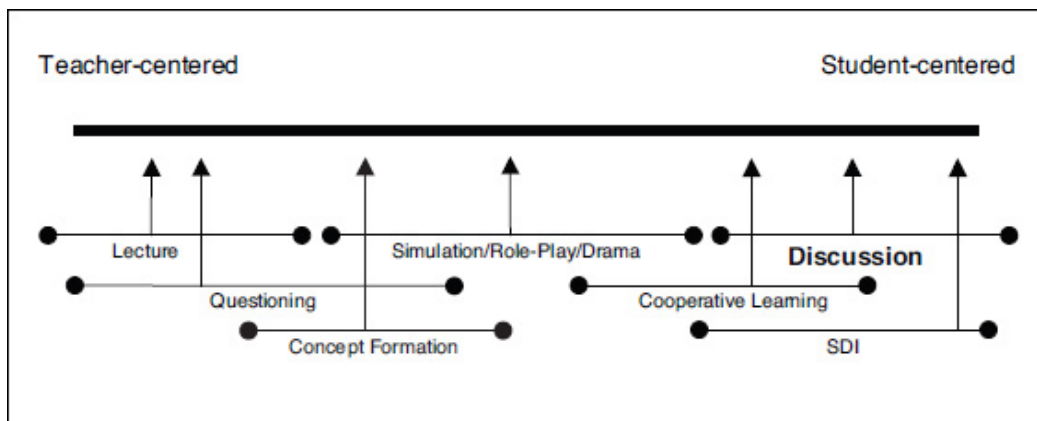 Teacher-centered
Student-centered
Lecture
Simulation/Role-Play/Drama
Discussion
Questioning
Cooperative Learning
Concept Formation
SDI